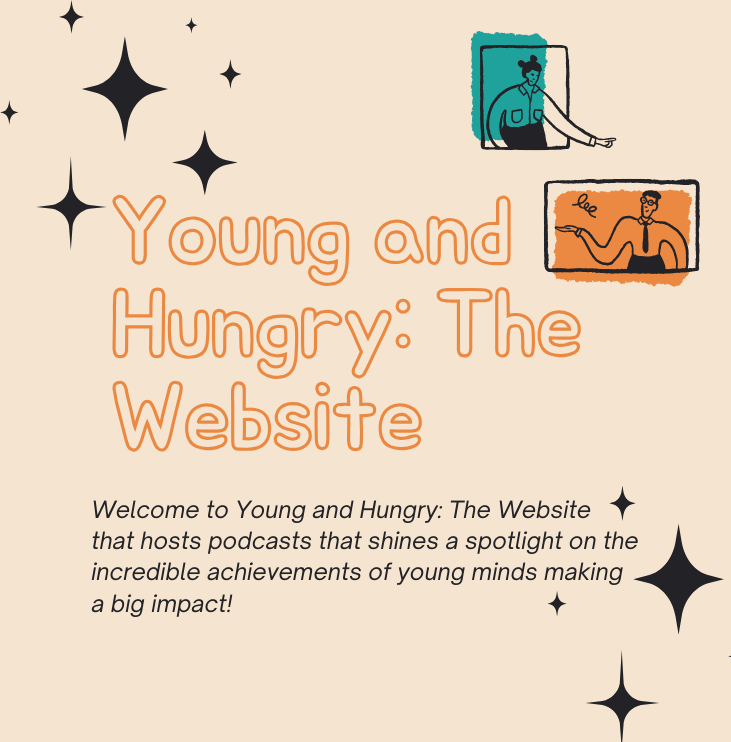 Young and
Hungry: The
Website
Welcome to Young and Hungry: The Website
that hosts podcasts that shines a spotlight on the
incredible achievements of young minds making
a big impact!